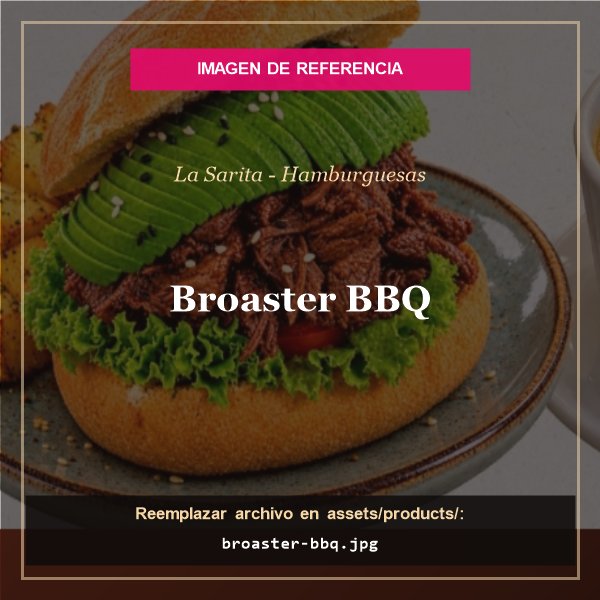 IMAGEN DE REFERENCIA
La Sarita - Hamburguesas
Broaster BBQ
Reemplazar archivo en assets/products/:
broaster-bbq.jpg